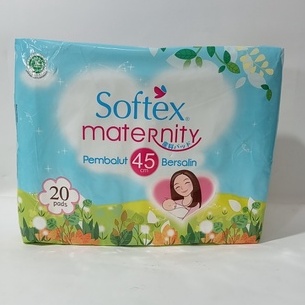 Softex®
maternity
Pembalut 45 cm Bersalin
20
pads